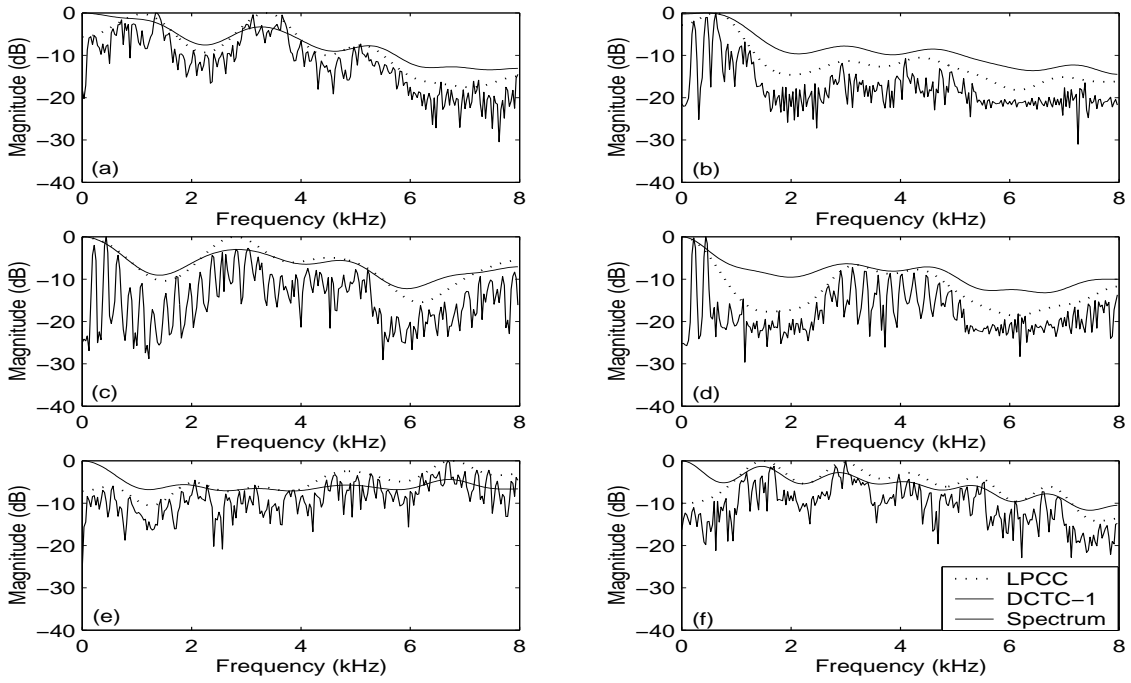 0
−10
−20
−30
−40
Magnitude (dB)
(a)
0 2 4 6 8
Frequency (kHz)
0
−10
−20
−30
−40
Magnitude (dB)
(b)
0 2 4 6 8
Frequency (kHz)
0
−10
−20
−30
−40
Magnitude (dB)
(c)
0 2 4 6 8
Frequency (kHz)
0
−10
−20
−30
−40
Magnitude (dB)
(d)
0 2 4 6 8
Frequency (kHz)
0
−10
−20
−30
−40
Magnitude (dB)
(e)
0 2 4 6 8
Frequency (kHz)
0
−10
−20
−30
−40
Magnitude (dB)
(f)
LPCC
DCTC−1
Spectrum
0 2 4 6 8
Frequency (kHz)